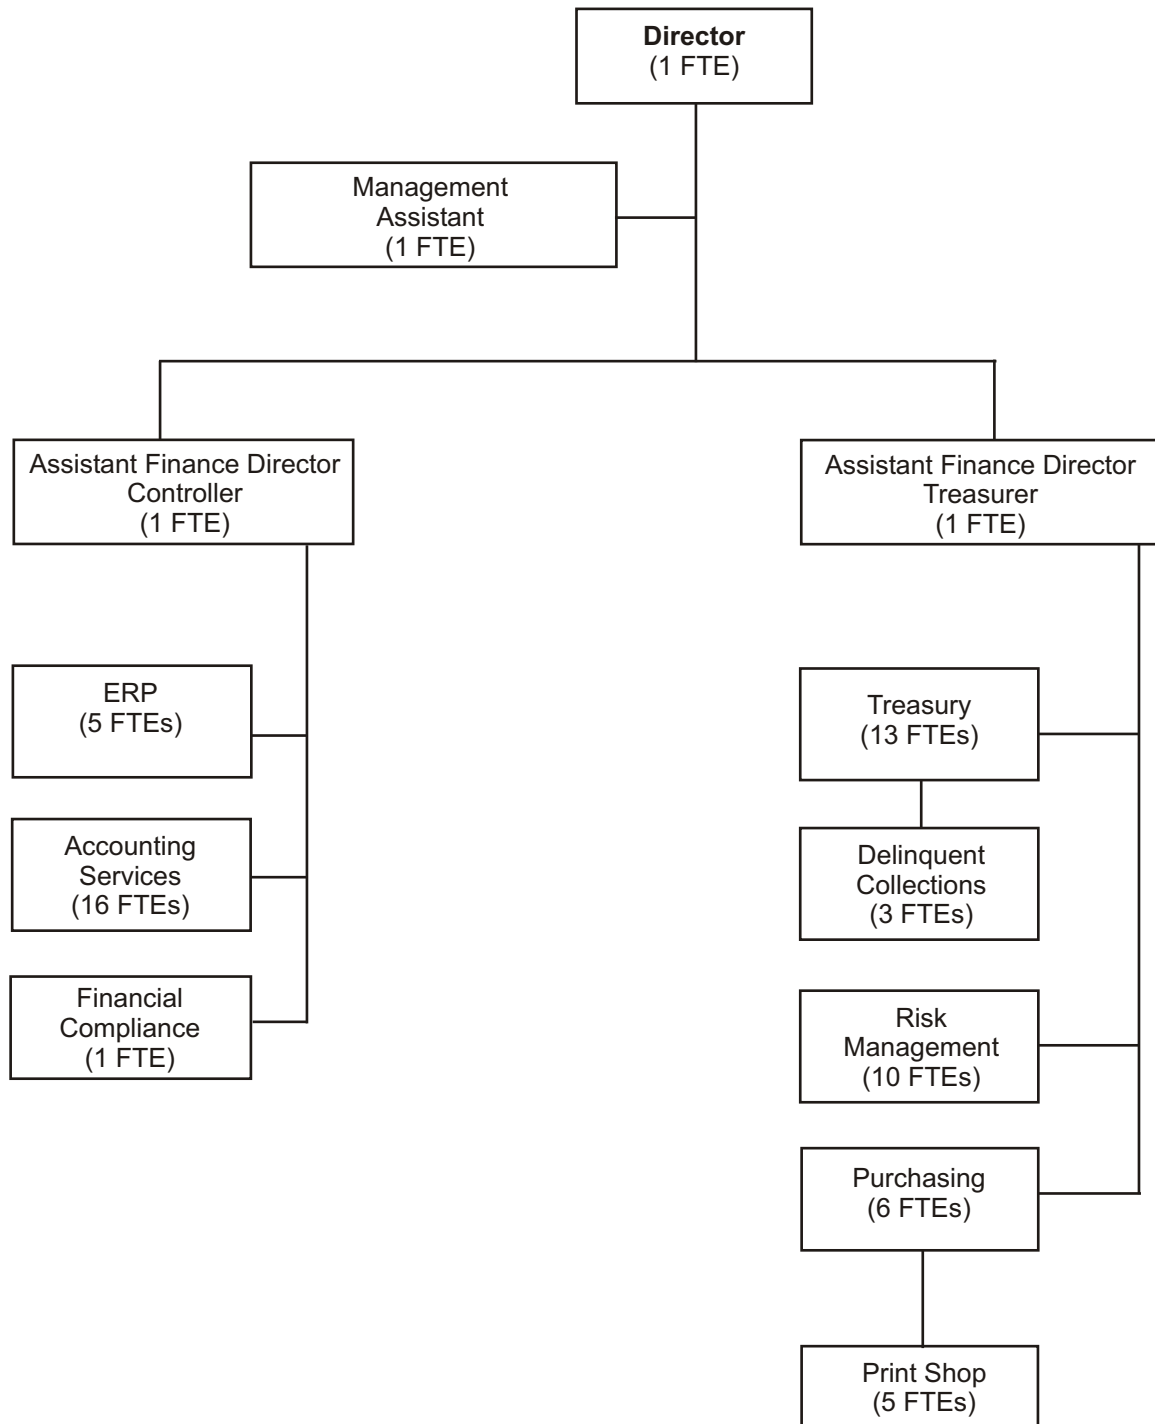 Director
(1 FTE)
Management
Assistant
(1 FTE)
Assistant Finance Director
Controller
(1 FTE)
Assistant Finance Director
Treasurer
(1 FTE)
ERP
(5 FTEs)
Accounting
Services
(16 FTEs)
Financial
Compliance
(1 FTE)
Treasury
(13 FTEs)
Delinquent
Collections
(3 FTEs)
Risk
Management
(10 FTEs)
Purchasing
(6 FTEs)
Print Shop
(5 FTEs)